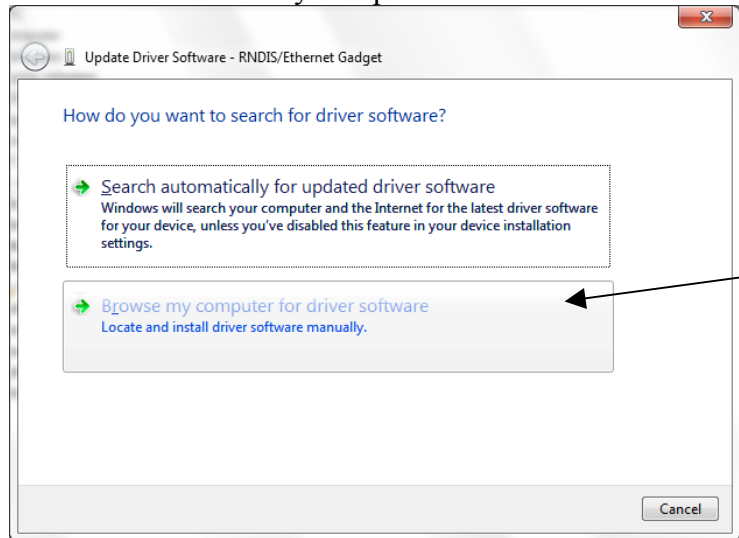 Update Driver Software - RNDIS/Ethernet Gadget
How do you want to search for driver software?
Search automatically for updated driver software
Windows will search your computer and the Internet for the latest driver software
for your device, unless you've disabled this feature in your device installation
settings.
Browse my computer for driver software
Locate and install driver software manually.
Cancel